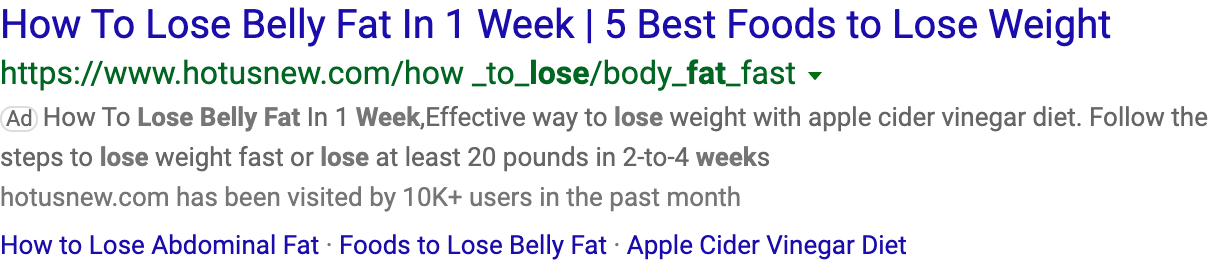 How To Lose Belly Fat In 1 Week | 5 Best Foods to Lose Weight
https://www.hotusnew.com/how _to_lose/body_fat_fast
Ad How To Lose Belly Fat In 1 Week,Effective way to lose weight with apple cider vinegar diet. Follow the
steps to lose weight fast or lose at least 20 pounds in 2-to-4 weeks
hotusnew.com has been visited by 10K+ users in the past month
How to Lose Abdominal Fat · Foods to Lose Belly Fat · Apple Cider Vinegar Diet